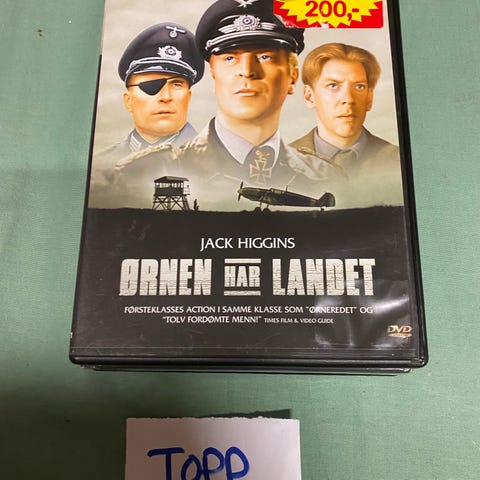 200,-
JACK HIGGINS
ØRNEN HAR LANDET
FØRSTEKLASSES ACTION I SAMME KLASSE SOM "ØRNEREDET" OG
"TOLV FORDØMTE MENN!" TIMES FILM & VIDEO GUIDE
DVD
TOPP